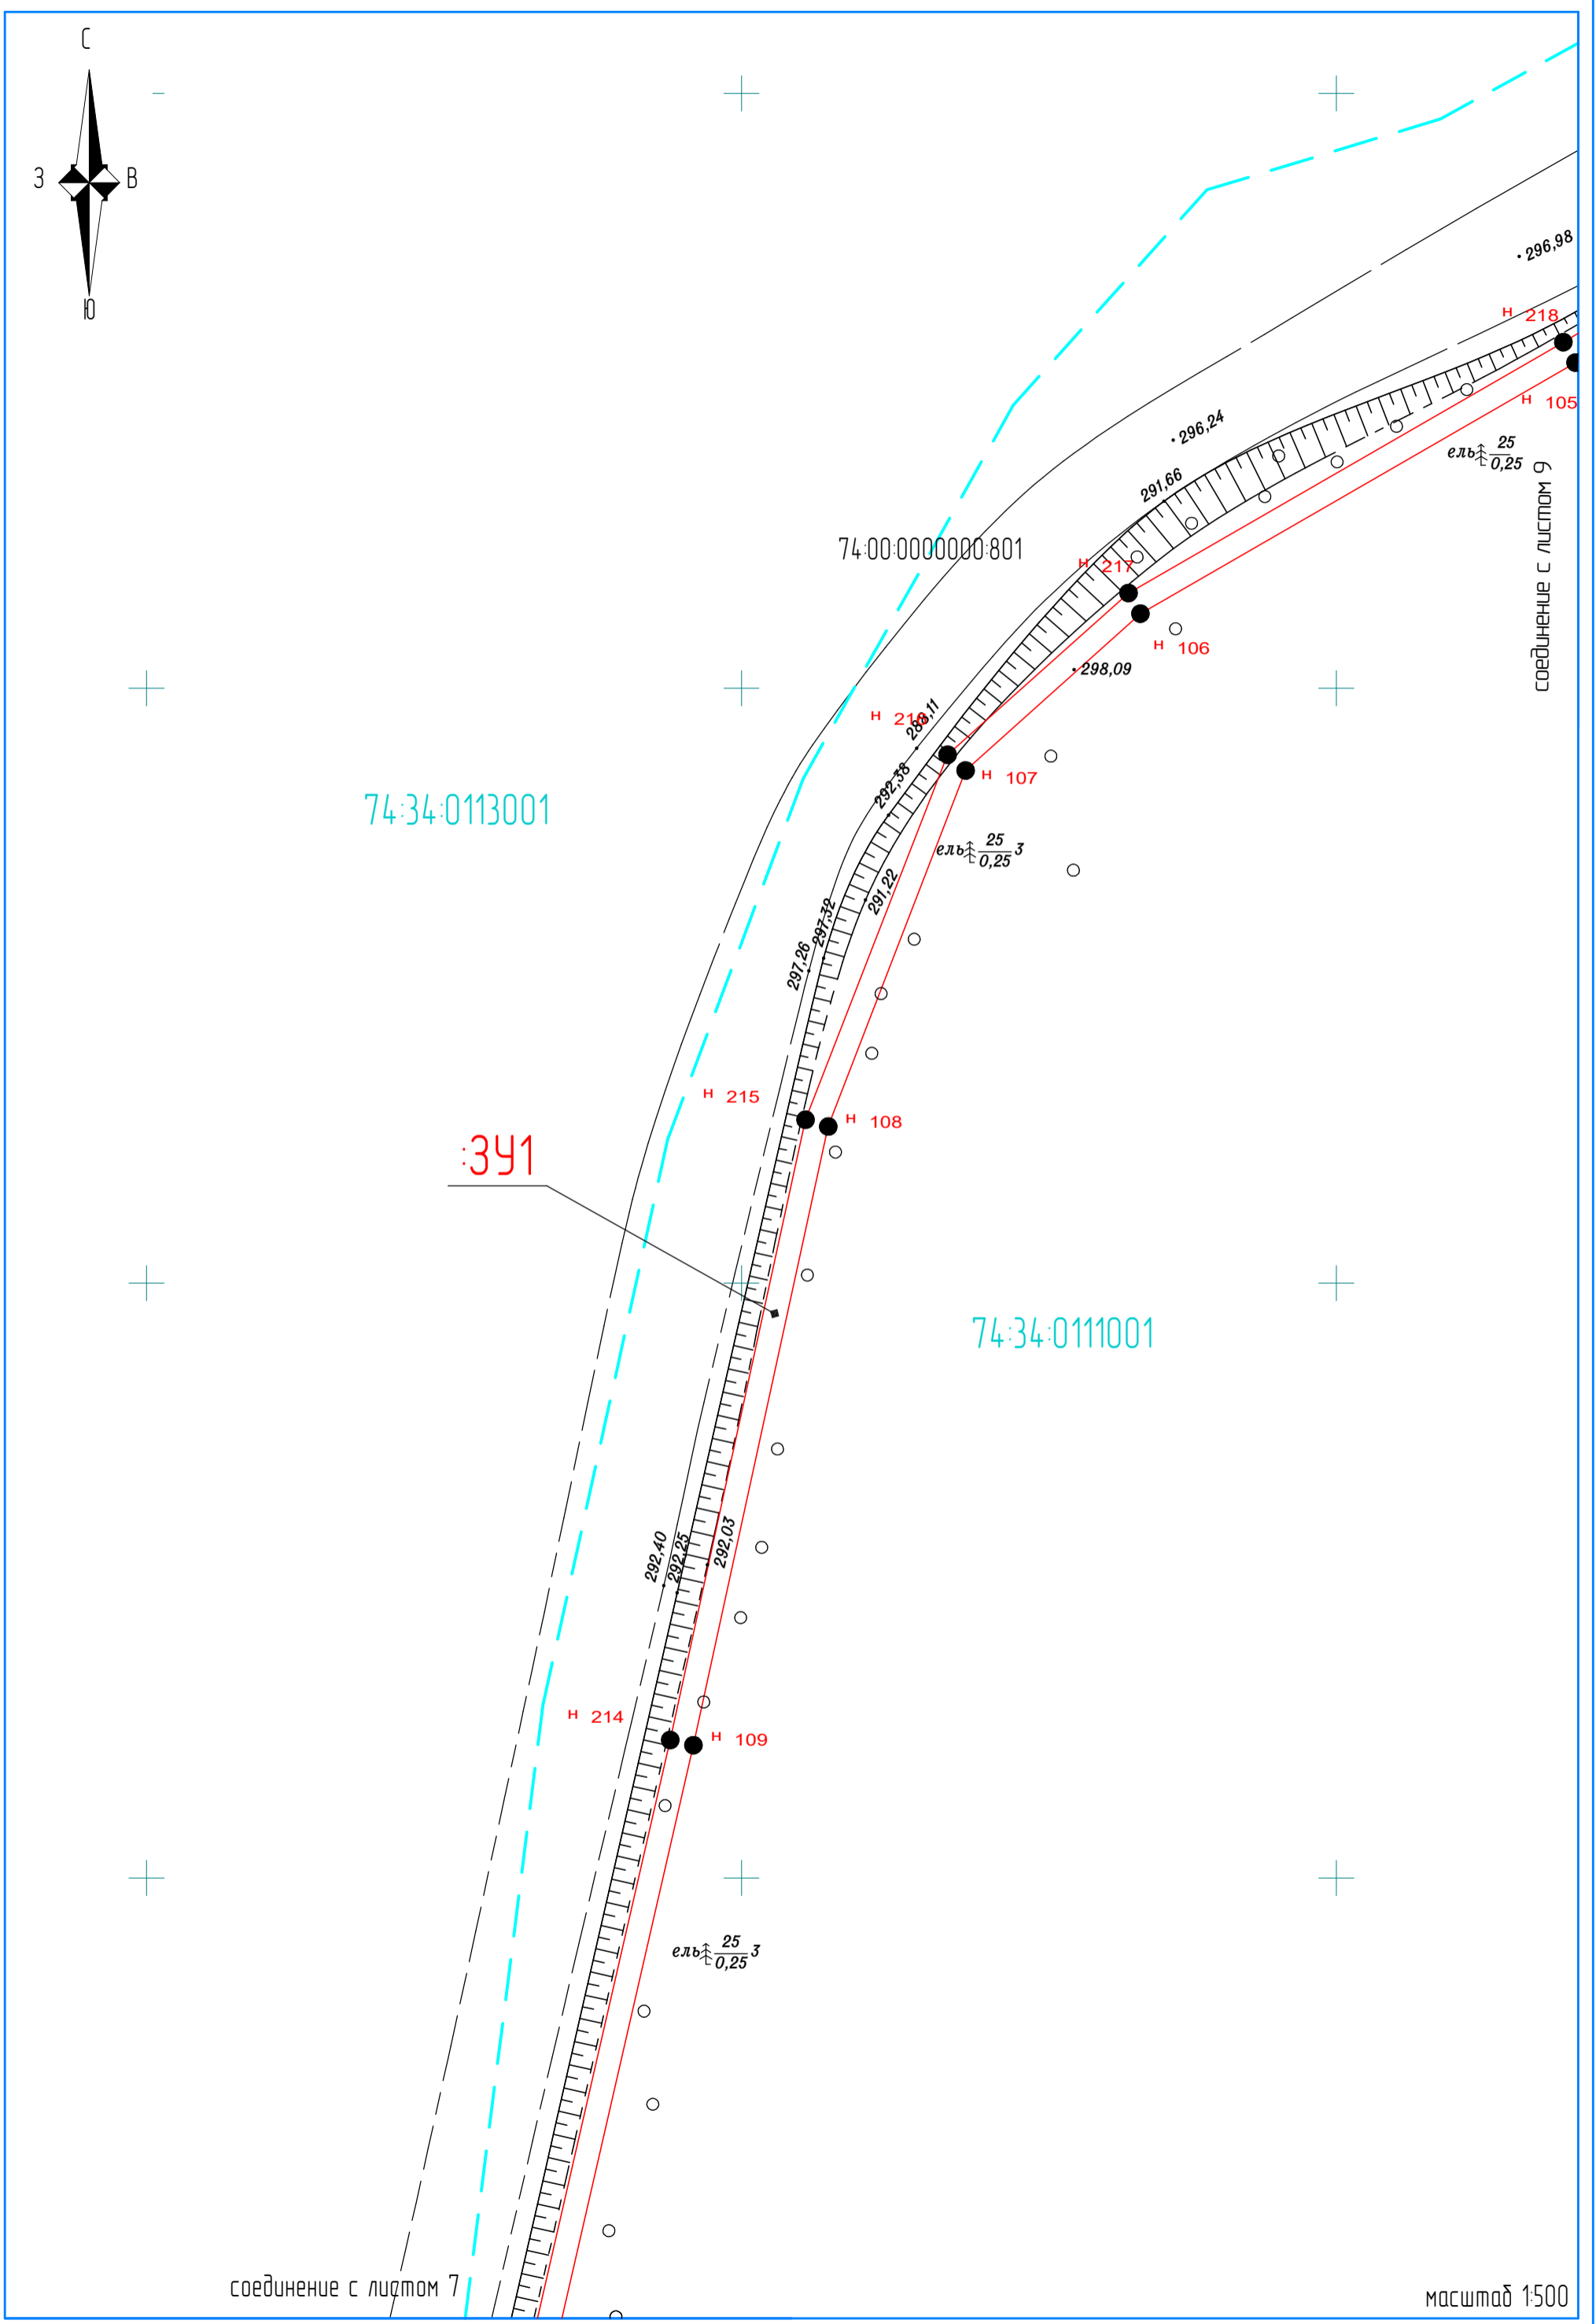 С
З
В
Ю
296,98
н 218
н 105
296,24
ель 25
0,25
291,66
соединение с листом 9
74:00:0000000:801
н 217
н 106
298,09
н 216
288,11
н 107
292,38
74:34:0113001
ель 25 3
0,25
291,22
297,32
297,26
н 215
н 108
:ЗУ1
74:34:0111001
292,40
292,25
292,03
н 214
н 109
ель 25 3
0,25
соединение с листом 7
масштаб 1:500